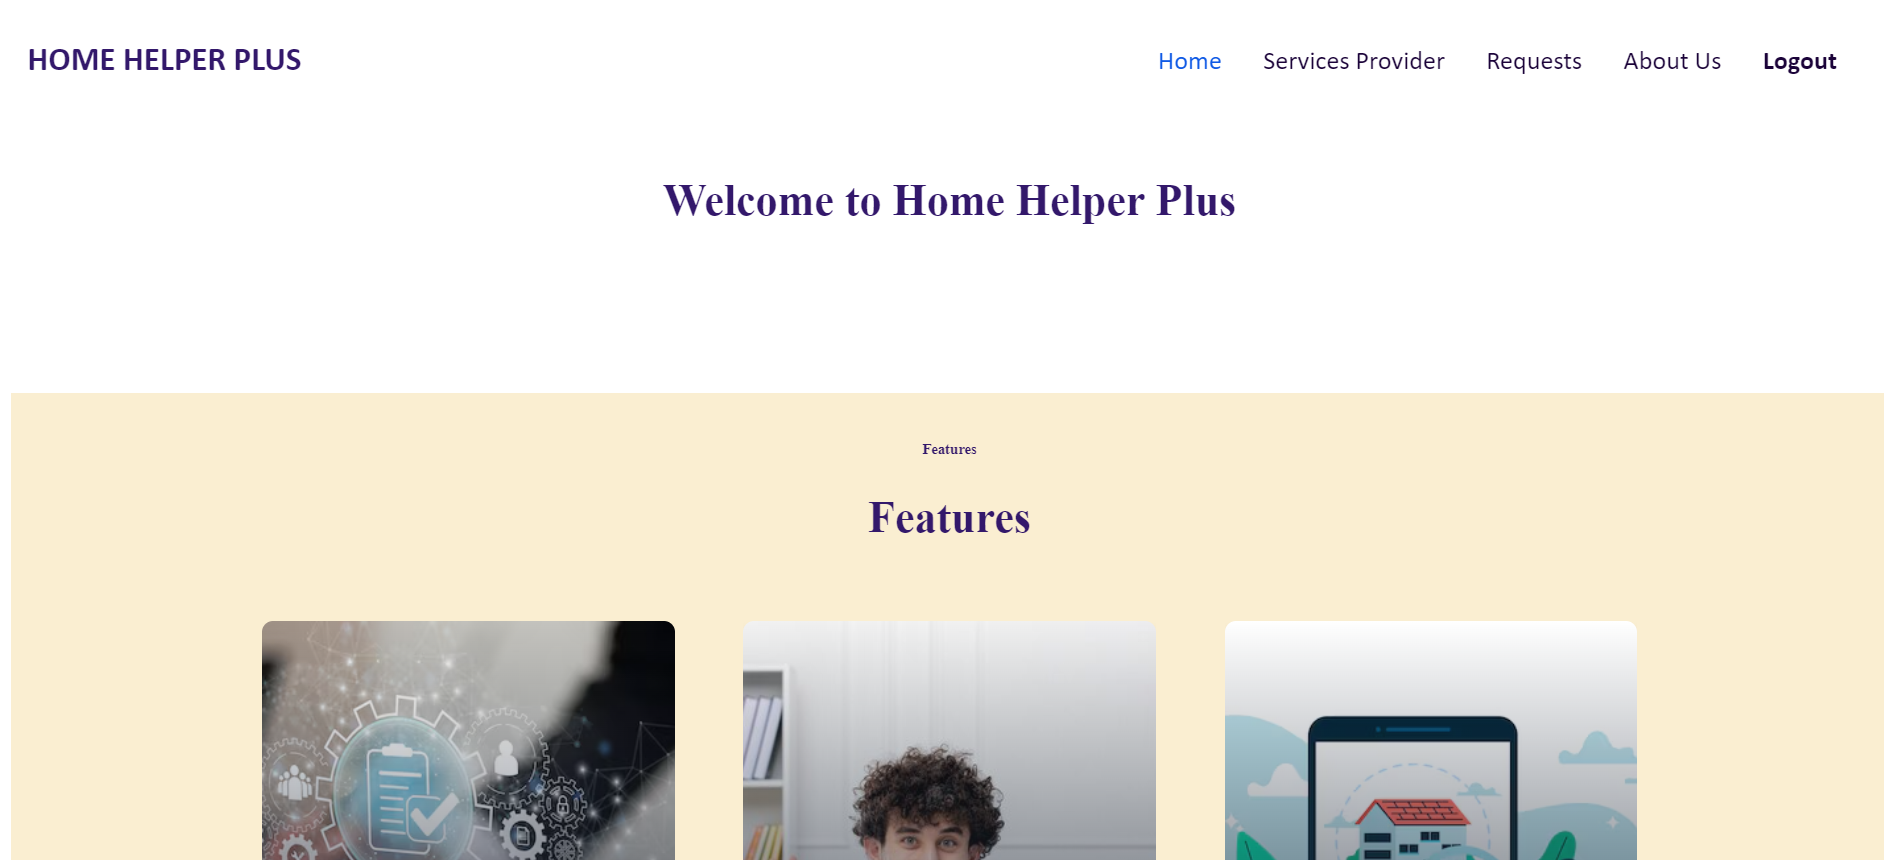 HOME HELPER PLUS
Home Services Provider Requests About Us Logout
Welcome to Home Helper Plus
Features
Features